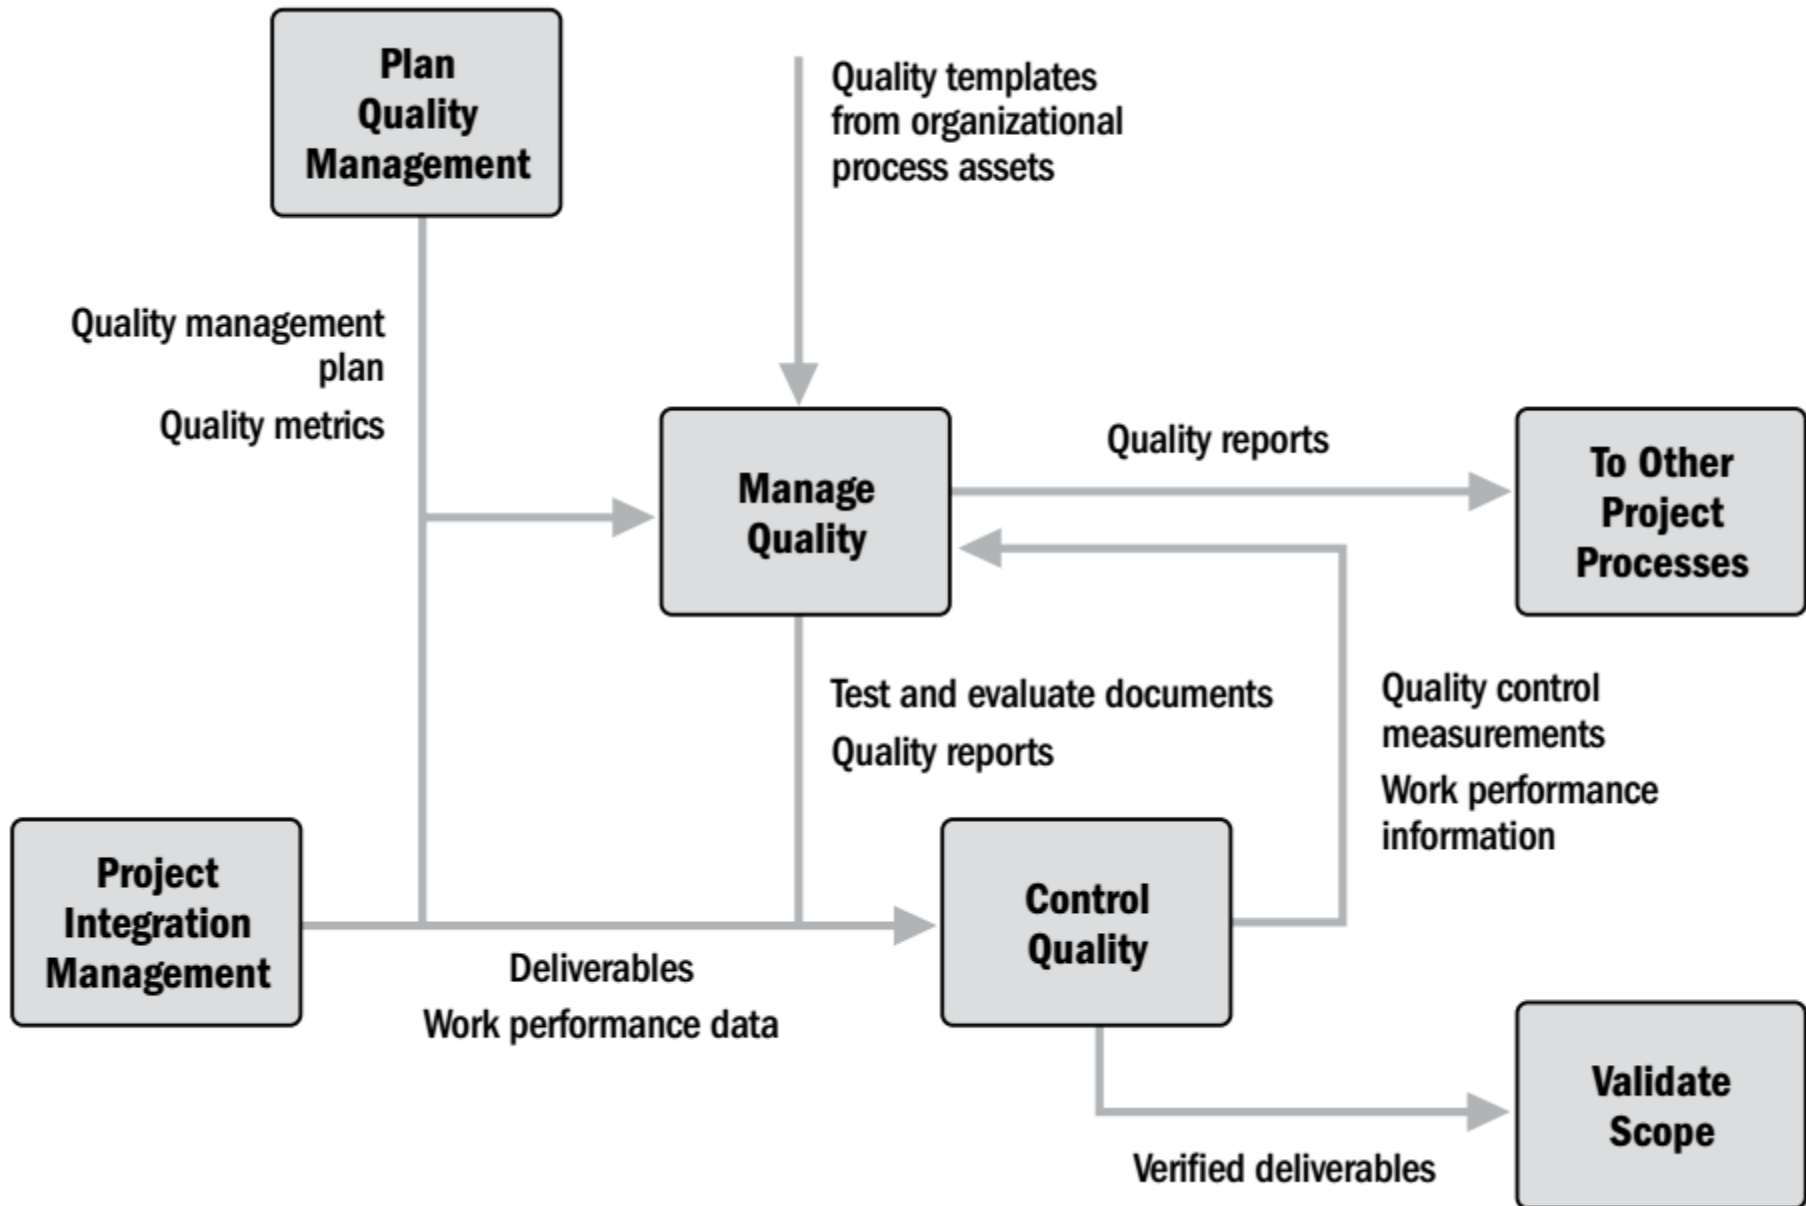 Plan
Quality
Management
Quality templates
from organizational
process assets
Quality management
plan
Quality metrics
Manage
Quality
Quality reports
To Other
Project
Processes
Test and evaluate documents
Quality reports
Quality control
measurements
Work performance
information
Project
Integration
Management
Deliverables
Work performance data
Control
Quality
Validate
Scope
Verified deliverables